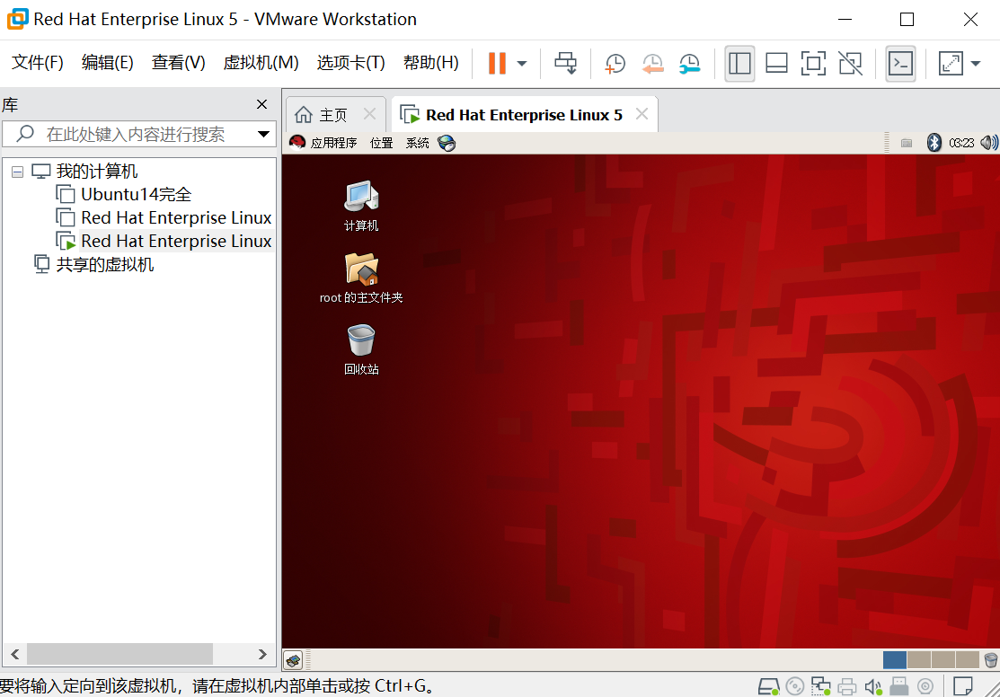 Red Hat Enterprise Linux 5 - VMware Workstation
文件(F) 编辑(E) 查看(V) 虚拟机(M) 选项卡(T) 帮助(H)
库
主页
Red Hat Enterprise Linux 5
在此处键入内容进行搜索
应用程序 位置 系统
03:23
我的计算机
Ubuntu14完全
Red Hat Enterprise Linux
Red Hat Enterprise Linux
共享的虚拟机
计算机
root 的主文件夹
回收站
要将输入定向到该虚拟机，请在虚拟机内部单击或按 Ctrl+G。